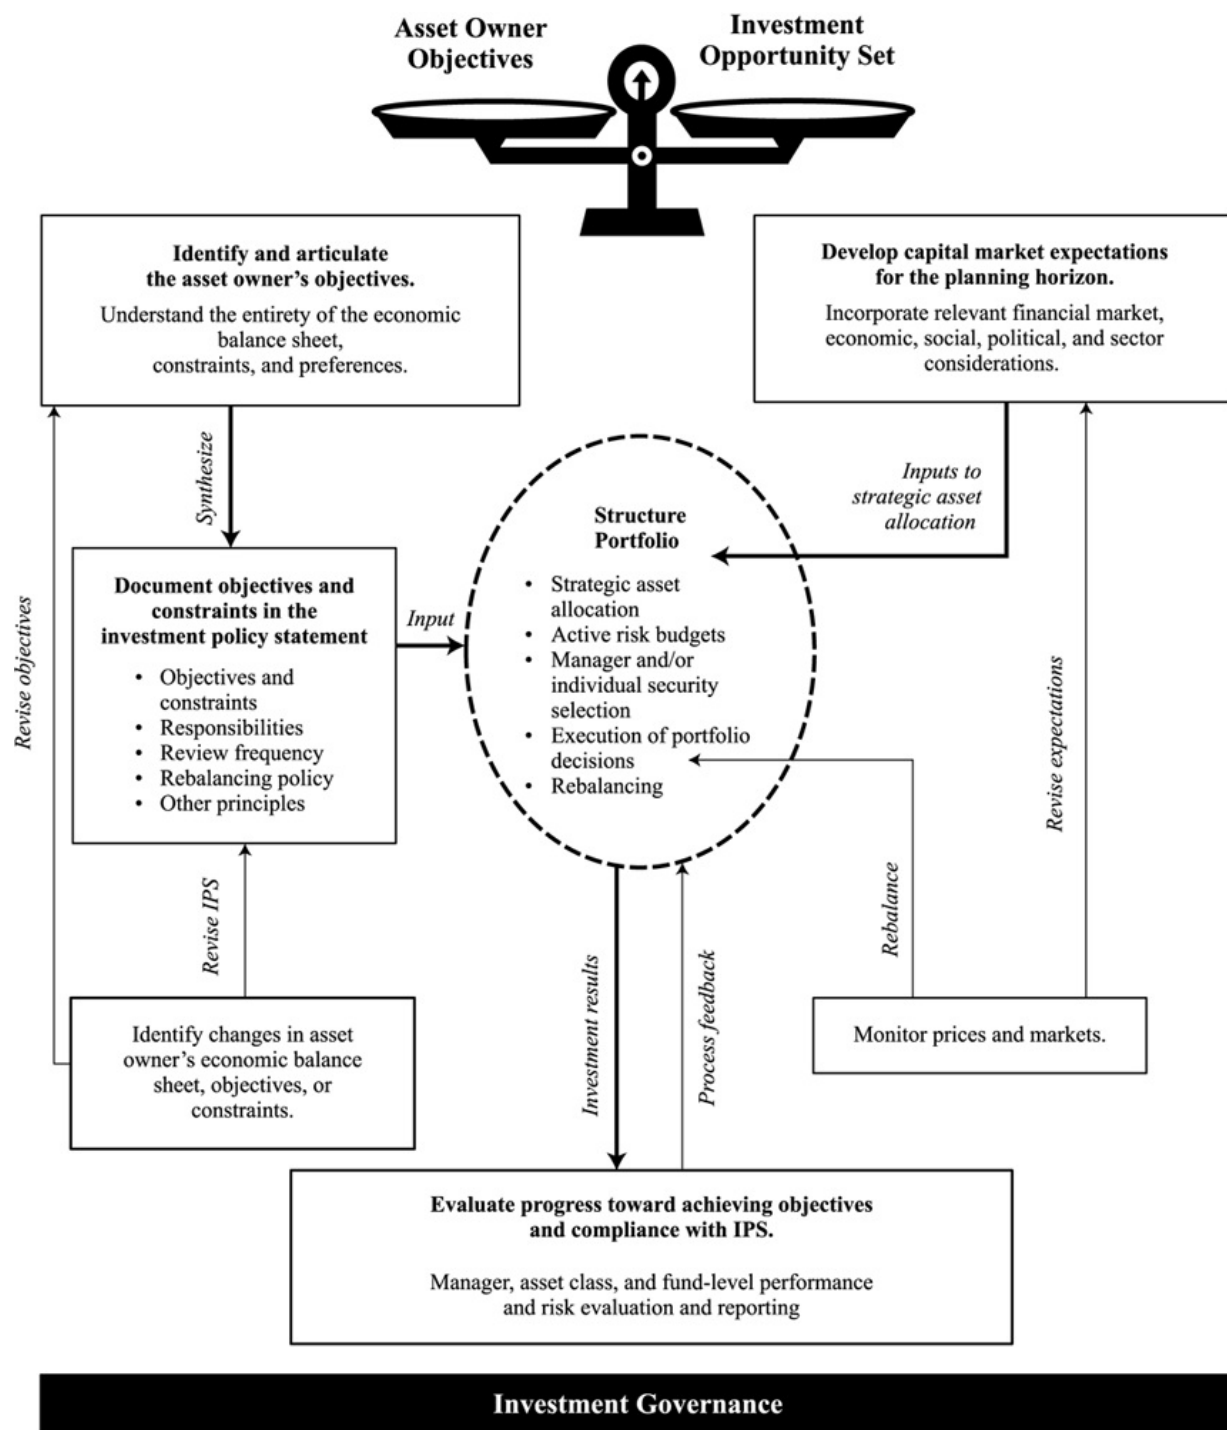 Asset Owner
Objectives
Investment
Opportunity Set
Identify and articulate
the asset owner’s objectives.
Understand the entirety of the economic
balance sheet,
constraints, and preferences.
Develop capital market expectations
for the planning horizon.
Incorporate relevant financial market,
economic, social, political, and sector
considerations.
Synthesize
Inputs to
strategic asset
allocation
Document objectives and
constraints in the
investment policy statement
• Objectives and
constraints
• Responsibilities
• Review frequency
• Rebalancing policy
• Other principles
Input
Structure
Portfolio
• Strategic asset
allocation
• Active risk budgets
• Manager and/or
individual security
selection
• Execution of portfolio
decisions
• Rebalancing
Revise objectives
Revise expectations
Revise IPS
Rebalance
Investment results
Process feedback
Identify changes in asset
owner’s economic balance
sheet, objectives, or
constraints.
Monitor prices and markets.
Evaluate progress toward achieving objectives
and compliance with IPS.
Manager, asset class, and fund-level performance
and risk evaluation and reporting
Investment Governance